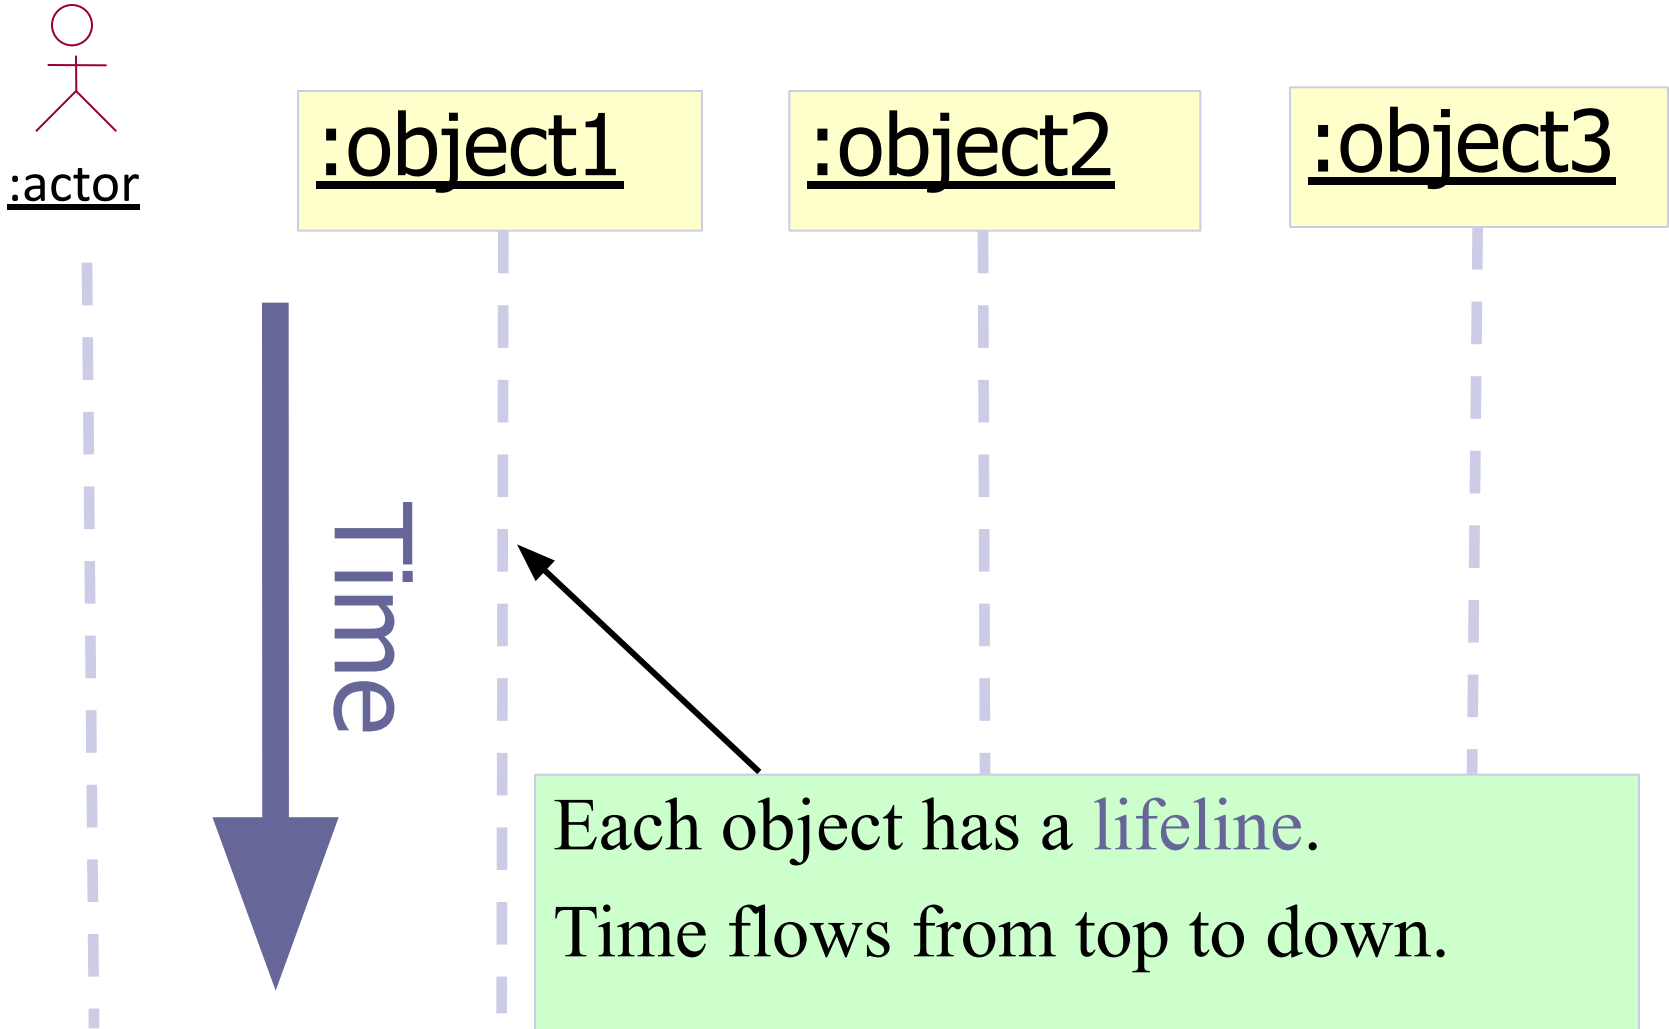 :actor
:object1
:object2
:object3
Time
Each object has a lifeline.
Time flows from top to down.